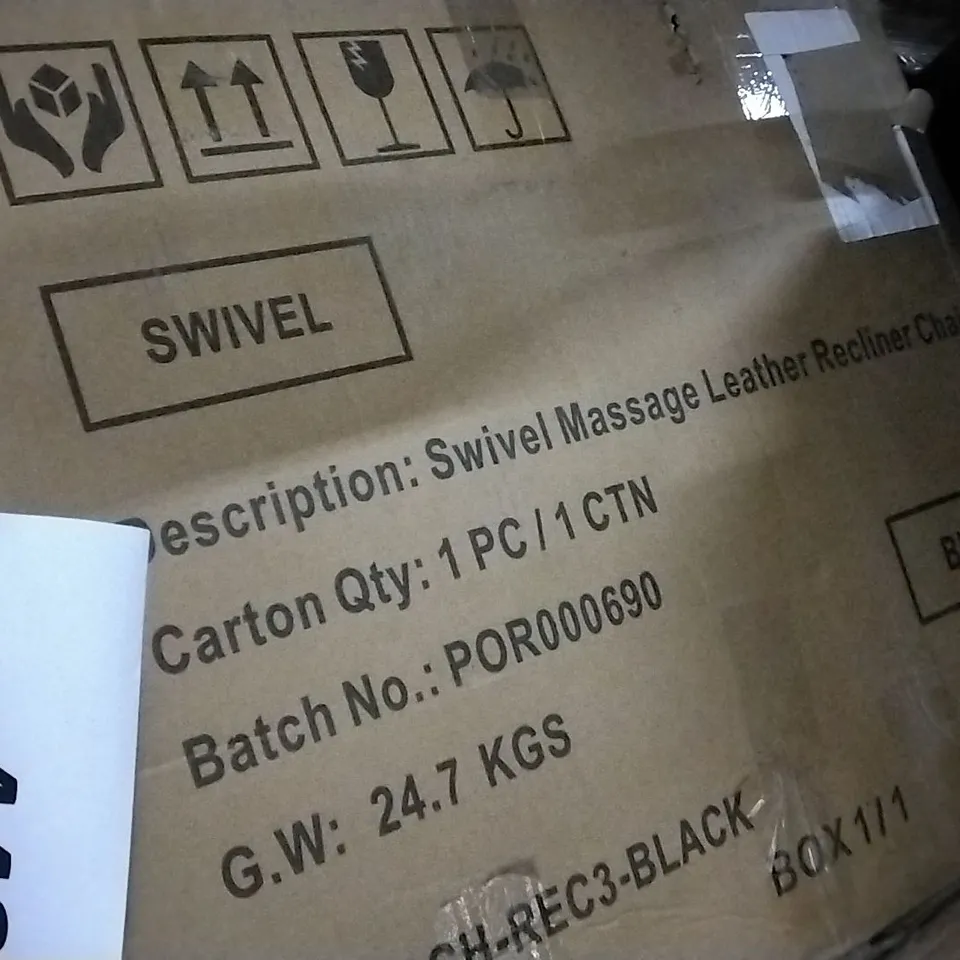 SWIVEL
Description: Swivel Massage Leather Recliner Chai
Carton Qty: 1 PC / 1 CTN
Batch No.: POR000690
G.W: 24.7 KGS
CH-REC3-BLACK
BOX 1 / 1